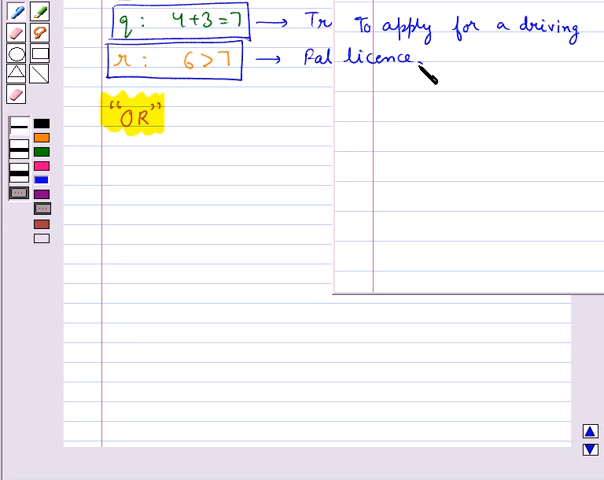 q : 4+3=7 → Tr
r : 6>7 → Fal
"OR"
To apply for a driving
licence.